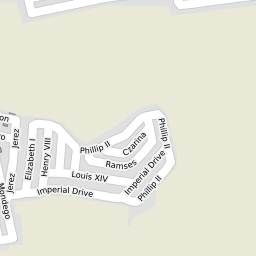 Phillip II
Jerez
Elizabeth I
Henry VIII
Phillip II
Czarina
Ramses
Louis XIV
Imperial Drive
Imperial Drive
Phillip II
Jerez
Mondego